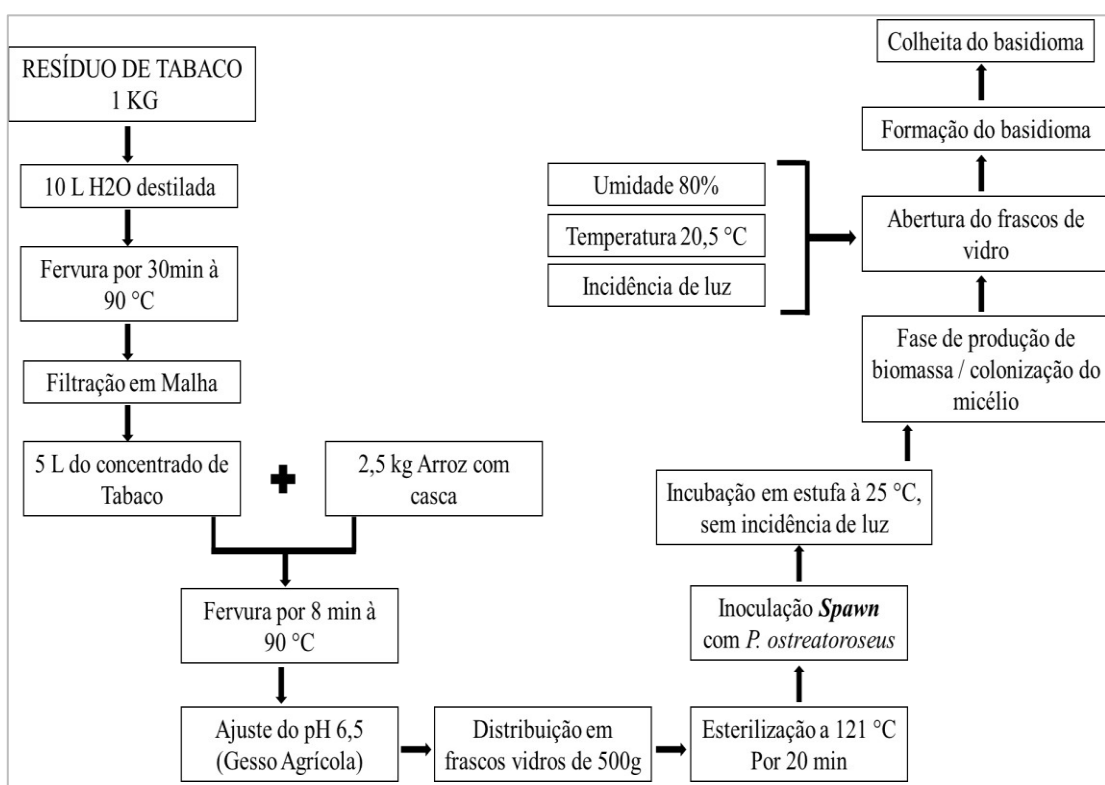 RESÍDUO DE TABACO
1 KG
10 L H2O destilada
Fervura por 30min à
90 °C
Filtração em Malha
5 L do concentrado de
Tabaco
2,5 kg Arroz com
casca
Fervura por 8 min à
90 °C
Ajuste do pH 6,5
(Gesso Agrícola)
Distribuição em
frascos vidros de 500g
Esterilização a 121 °C
Por 20 min
Inoculação Spawn
com P. ostreatoroseus
Incubação em estufa à 25 °C,
sem incidência de luz
Fase de produção de
biomassa / colonização do
micélio
Umidade 80%
Temperatura 20,5 °C
Incidência de luz
Abertura do frascos de
vidro
Formação do basidioma
Colheita do basidioma